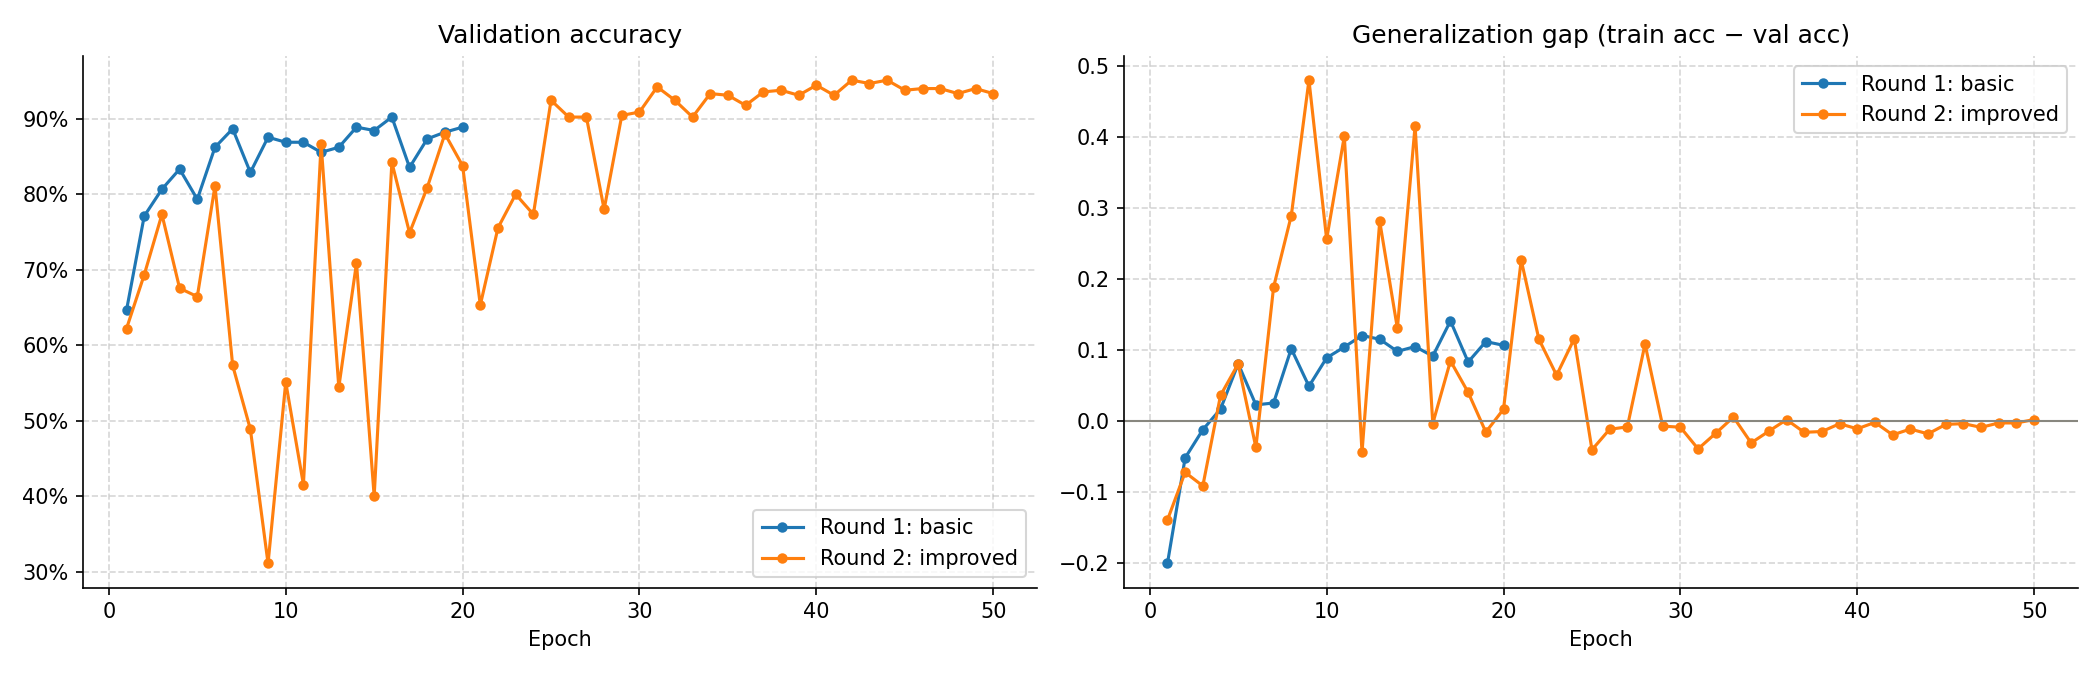 Validation accuracy
90%
80%
70%
60%
50%
40%
30%
0 10 20 30 40 50
Epoch
Round 1: basic
Round 2: improved
Generalization gap (train acc − val acc)
0.5
0.4
0.3
0.2
0.1
0.0
−0.1
−0.2
0 10 20 30 40 50
Epoch
Round 1: basic
Round 2: improved